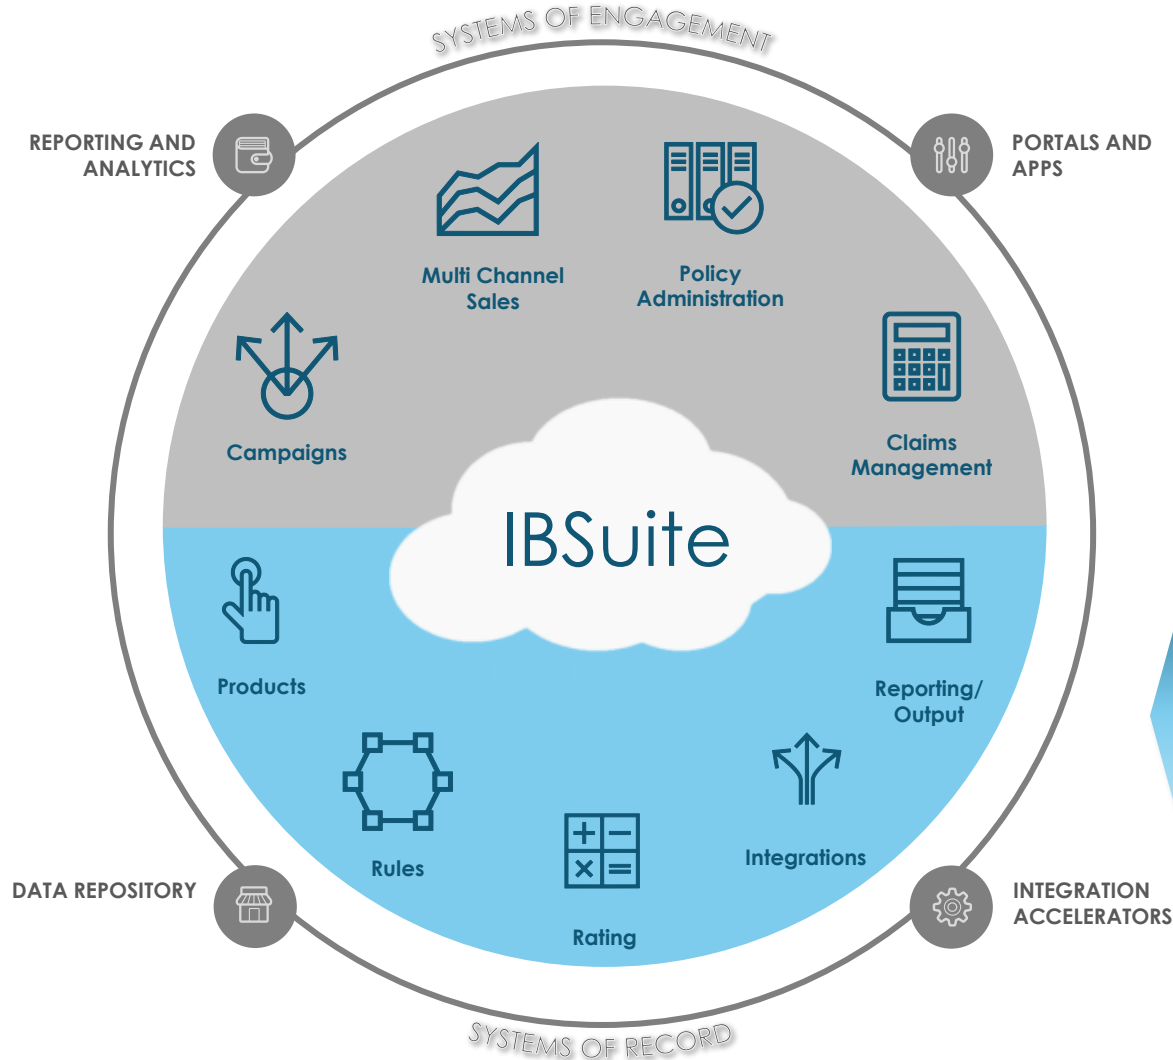 SYSTEMS OF ENGAGEMENT
REPORTING AND
ANALYTICS
PORTALS AND
APPS
Multi Channel
Sales
Policy
Administration
Campaigns
Claims
Management
IBSuite
Products
Reporting/
Output
Rules
Integrations
Rating
DATA REPOSITORY
INTEGRATION
ACCELERATORS
SYSTEMS OF RECORD